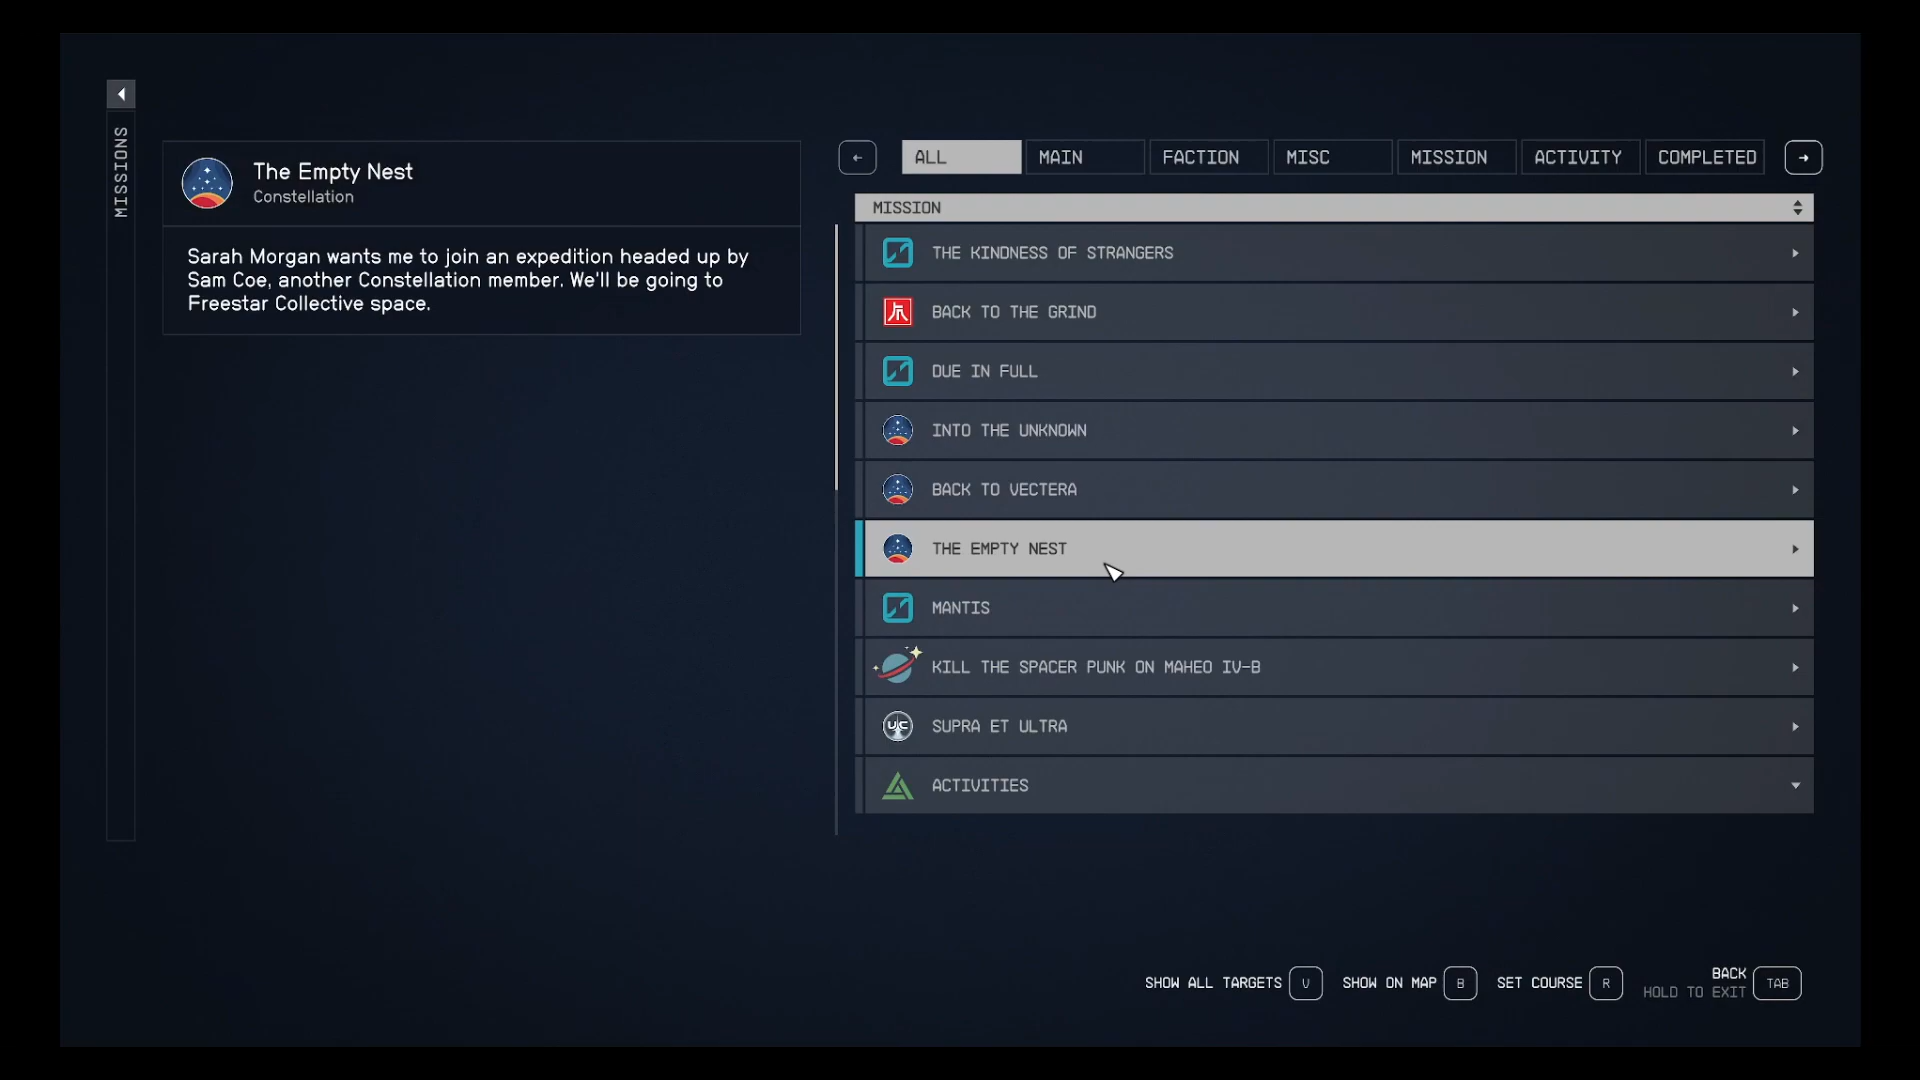 MISSIONS
The Empty Nest
Constellation
Sarah Morgan wants me to join an expedition headed up by
Sam Coe, another Constellation member. We'll be going to
Freestar Collective space.
ALL MAIN FACTION MISC MISSION ACTIVITY COMPLETED
MISSION
THE KINDNESS OF STRANGERS
BACK TO THE GRIND
DUE IN FULL
INTO THE UNKNOWN
BACK TO VECTERA
THE EMPTY NEST
MANTIS
KILL THE SPACER PUNK ON MAHEO IV-B
UC SUPRA ET ULTRA
ACTIVITIES
SHOW ALL TARGETS V SHOW ON MAP B SET COURSE R BACK TAB
HOLD TO EXIT